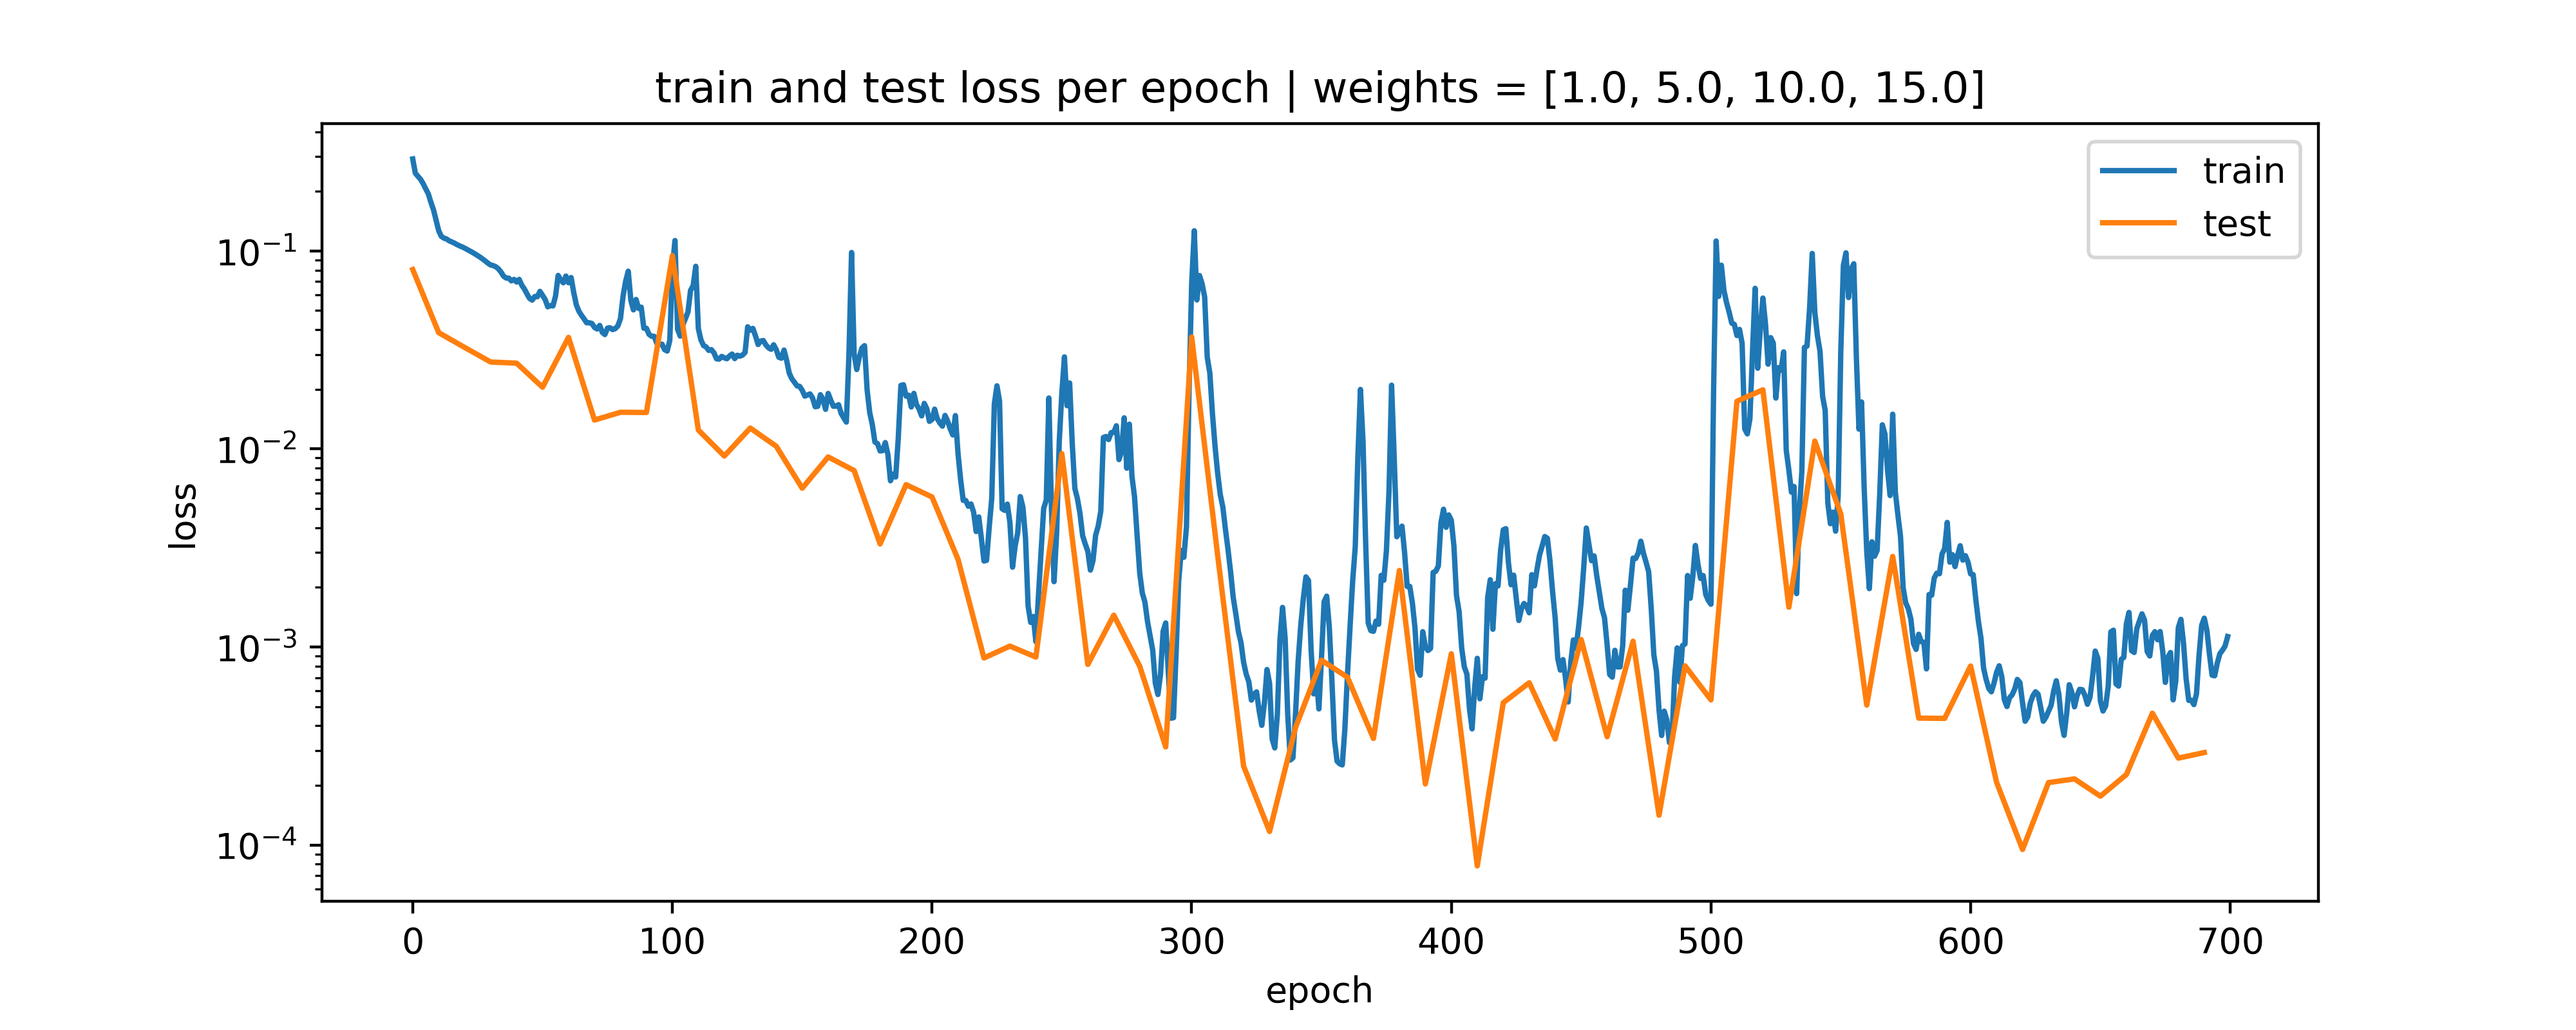 train and test loss per epoch | weights = [1.0, 5.0, 10.0, 15.0]
train
test
10⁻¹
10⁻²
10⁻³
10⁻⁴
loss
0 100 200 300 400 500 600 700
epoch